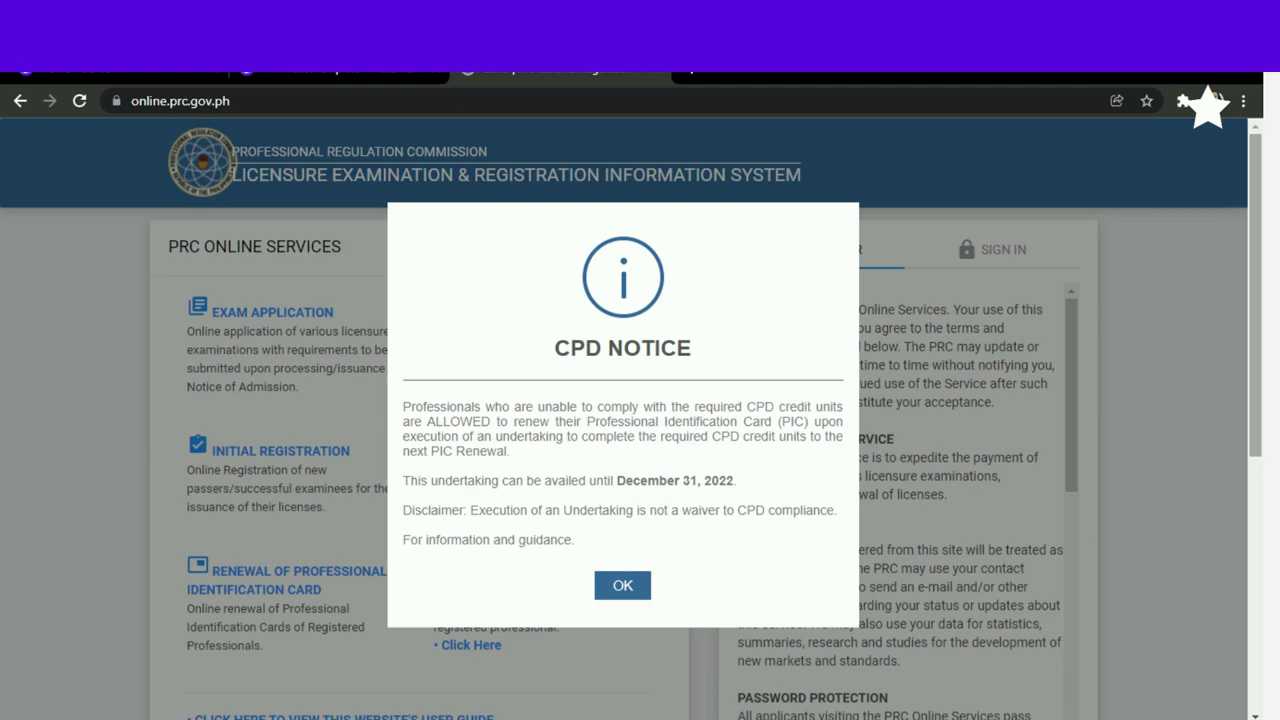 online.prc.gov.ph
PROFESSIONAL REGULATION COMMISSION
LICENSURE EXAMINATION & REGISTRATION INFORMATION SYSTEM
PRC ONLINE SERVICES
EXAM APPLICATION
Online application of various licensure
examinations with requirements to be
submitted upon processing/issuance
Notice of Admission.
INITIAL REGISTRATION
Online Registration of new
passers/successful examinees for the
issuance of their licenses.
RENEWAL OF PROFESSIONAL
IDENTIFICATION CARD
Online renewal of Professional
Identification Cards of Registered
Professionals.
registered professional.
• Click Here
• CLICK HERE TO VIEW THIS WEBSITE'S USER GUIDE
CPD NOTICE
Professionals who are unable to comply with the required CPD credit units
are ALLOWED to renew their Professional Identification Card (PIC) upon
execution of an undertaking to complete the required CPD credit units to the
next PIC Renewal.
This undertaking can be availed until December 31, 2022.
Disclaimer: Execution of an Undertaking is not a waiver to CPD compliance.
For information and guidance.
OK
SIGN IN
Online Services. Your use of this
you agree to the terms and
below. The PRC may update or
time to time without notifying you,
use of the Service after such
your acceptance.
is to expedite the payment of
licensure examinations,
of licenses.
from this site will be treated as
PRC may use your contact
to send an e-mail and/or other
your status or updates about
also use your data for statistics,
summaries, research and studies for the development of
new markets and standards.
PASSWORD PROTECTION
All applicants visiting the PRC Online Services pass